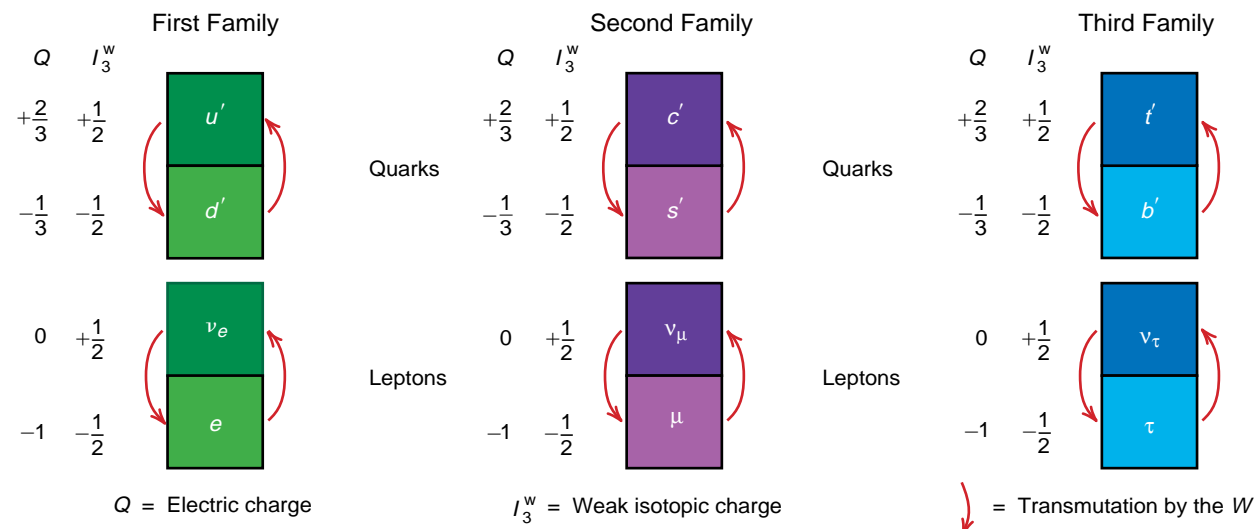 First Family Second Family Third Family
Q I₃ʷ Q I₃ʷ Q I₃ʷ
+2/3 +1/2 u′ +2/3 +1/2 c′ +2/3 +1/2 t′
Quarks Quarks
−1/3 −1/2 d′ −1/3 −1/2 s′ −1/3 −1/2 b′
0 +1/2 νₑ 0 +1/2 ν_μ 0 +1/2 ν_τ
Leptons Leptons
−1 −1/2 e −1 −1/2 μ −1 −1/2 τ
Q = Electric charge I₃ʷ = Weak isotopic charge = Transmutation by the W